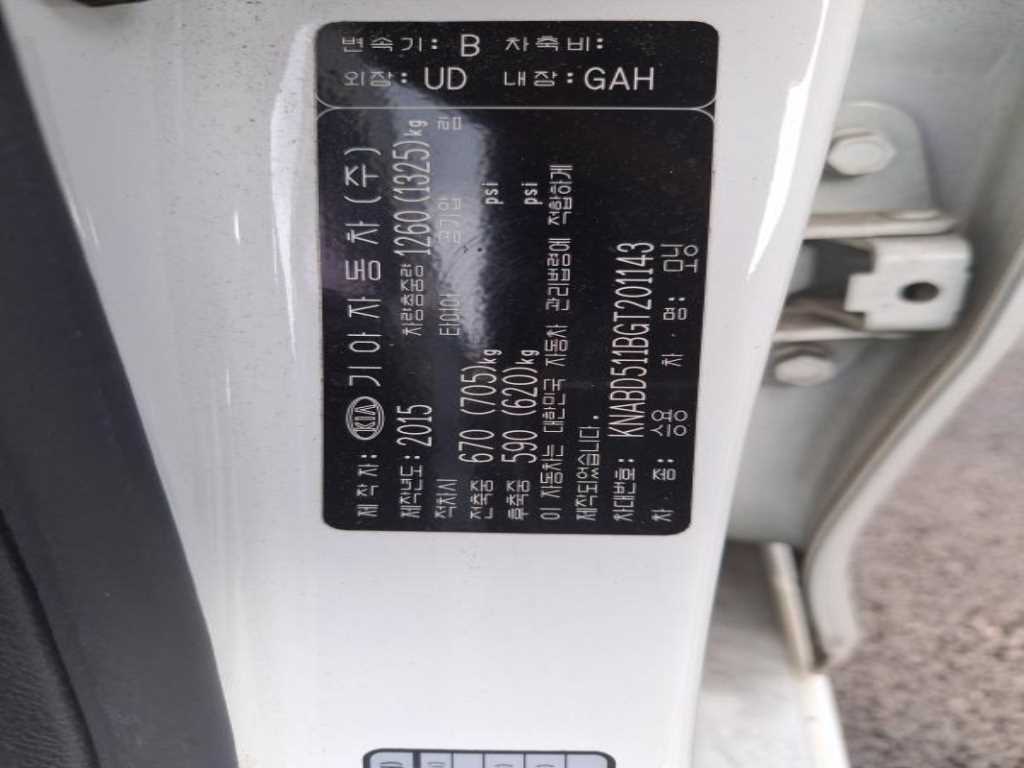 변속기: B 차축비:
외장: UD 내장: GAH
제작자: KIA 기아자동차(주)
제작년도: 2015 차량총중량 1260 (1325)kg
적차시 타이어 공기압 림
전축중 670 (705)kg psi
후축중 590 (620)kg psi
이 자동차는 대한민국 자동차 관리법령에 적합하게
제작되었습니다.
차대번호: KNABD511BGT201143
차 종: 승용 차 명: 모닝